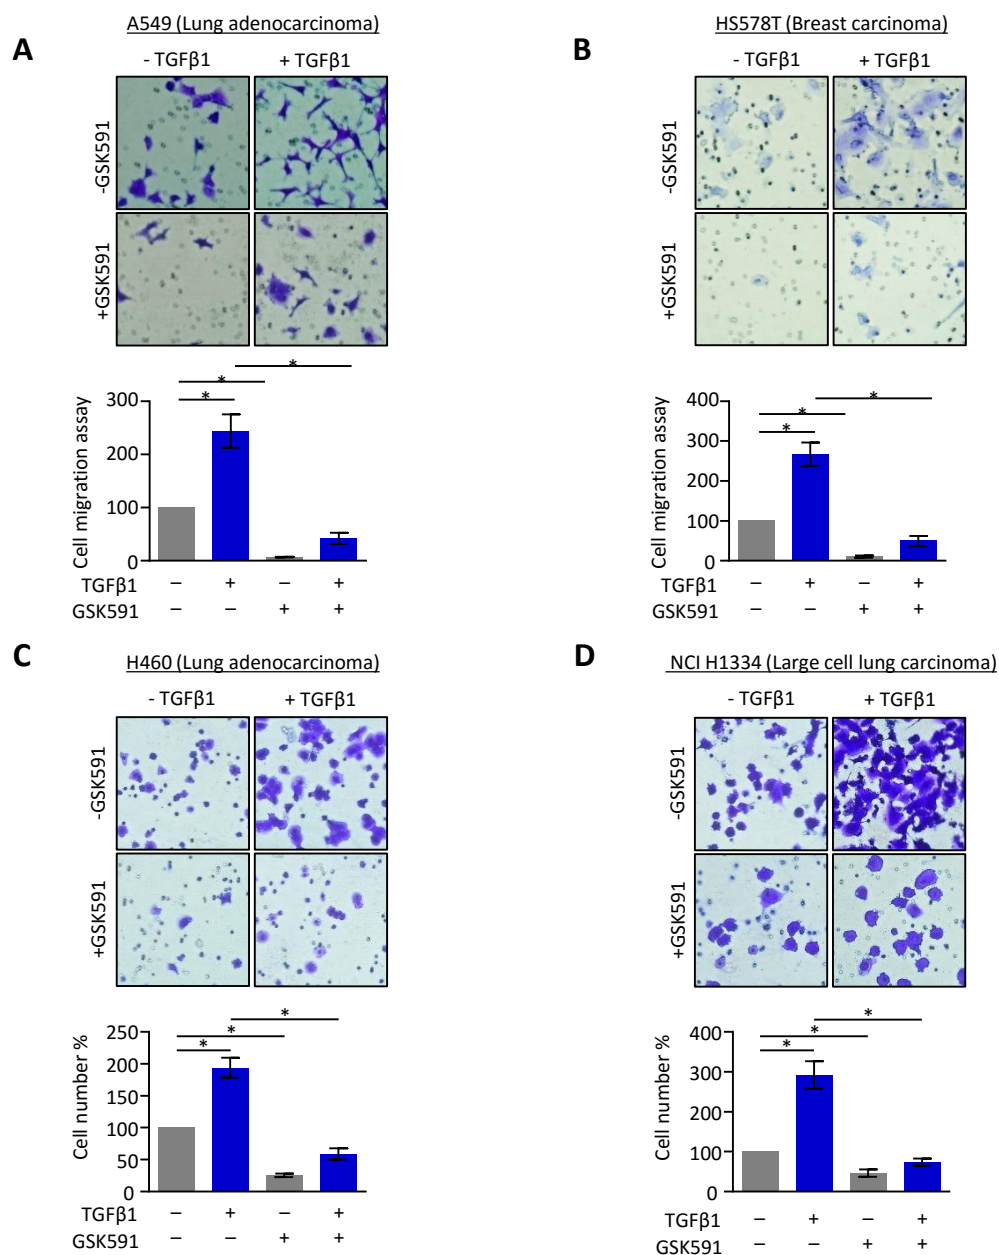 A
A549 (Lung adenocarcinoma)
- TGFβ1
+ TGFβ1
-GSK591
+GSK591
*
*
*
Cell migration assay
300
200
100
0
TGFβ1 – + – +
GSK591 – – + +
B
HS578T (Breast carcinoma)
- TGFβ1
+ TGFβ1
-GSK591
+GSK591
*
*
*
Cell migration assay
400
300
200
100
0
TGFβ1 – + – +
GSK591 – – + +
C
H460 (Lung adenocarcinoma)
- TGFβ1
+ TGFβ1
-GSK591
+GSK591
*
*
*
Cell number %
250
200
150
100
50
0
TGFβ1 – + – +
GSK591 – – + +
D
NCI H1334 (Large cell lung carcinoma)
- TGFβ1
+ TGFβ1
-GSK591
+GSK591
*
*
*
Cell number %
400
300
200
100
0
TGFβ1 – + – +
GSK591 – – + +